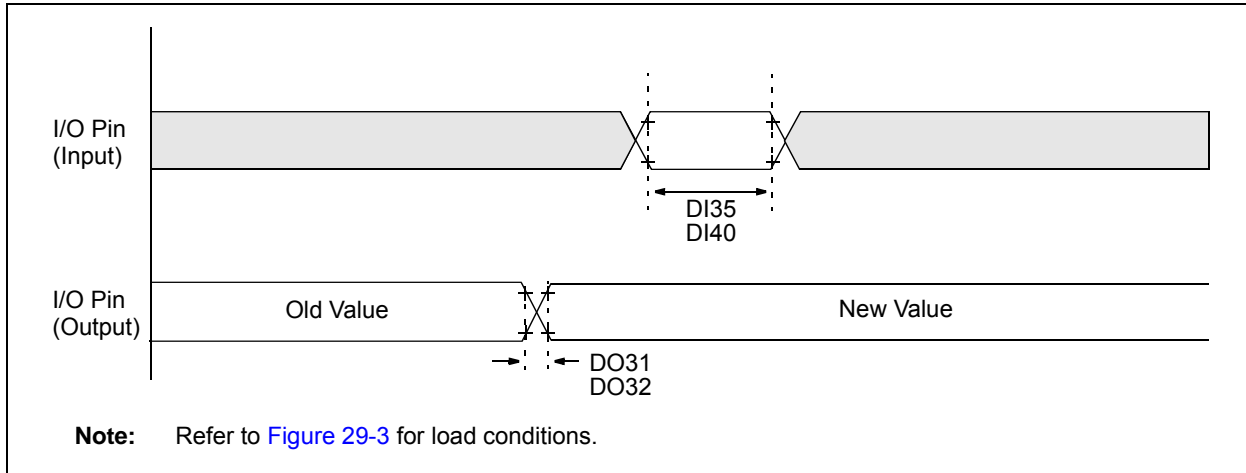 I/O Pin
(Input)
DI35
DI40
I/O Pin
(Output)
Old Value
New Value
DO31
DO32
Note: Refer to Figure 29-3 for load conditions.